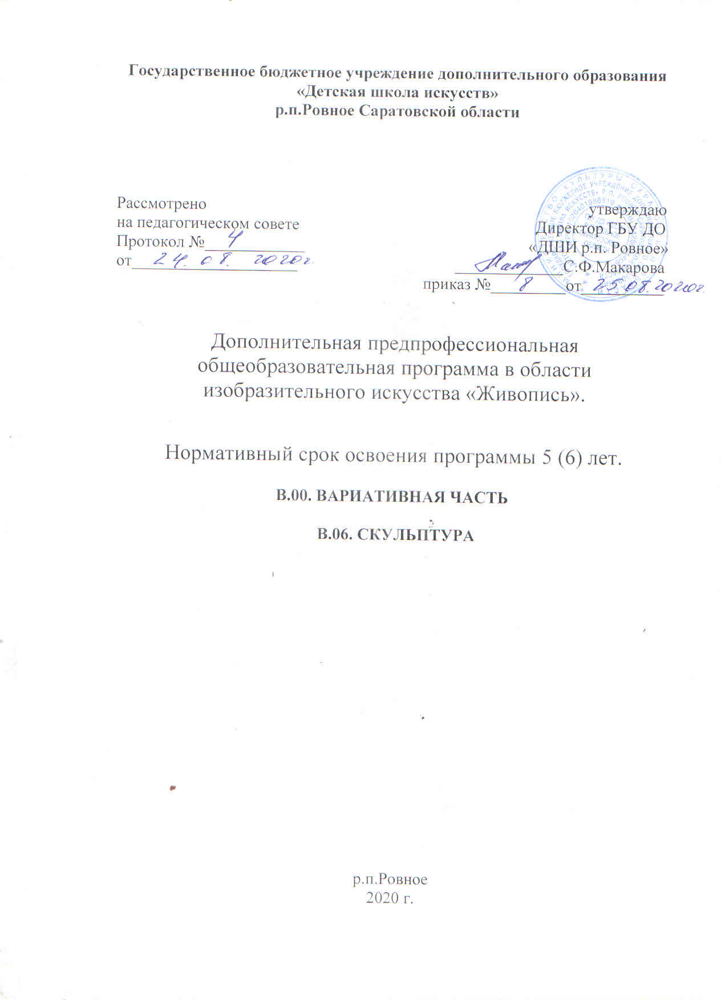 Государственное бюджетное учреждение дополнительного образования
«Детская школа искусств»
р.п.Ровное Саратовской области
Рассмотрено
на педагогическом совете
Протокол № 4
от 24.08. 2020г.
утверждаю
Директор ГБУ ДО
«ДШИ р.п. Ровное»
С.Ф.Макарова
приказ № 8 от 25.08.2020г.
Дополнительная предпрофессиональная
общеобразовательная программа в области
изобразительного искусства «Живопись».
Нормативный срок освоения программы 5 (6) лет.
В.00. ВАРИАТИВНАЯ ЧАСТЬ
В.06. СКУЛЬПТУРА
р.п.Ровное
2020 г.